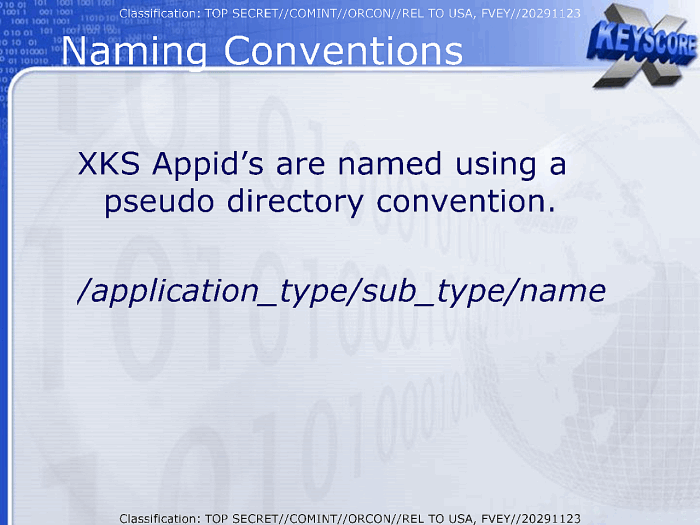 Classification: TOP SECRET//COMINT//ORCON//REL TO USA, FVEY//20291123
Naming Conventions
KEYSCORE
X
XKS Appid's are named using a
pseudo directory convention.
/application_type/sub_type/name
Classification: TOP SECRET//COMINT//ORCON//REL TO USA, FVEY//20291123